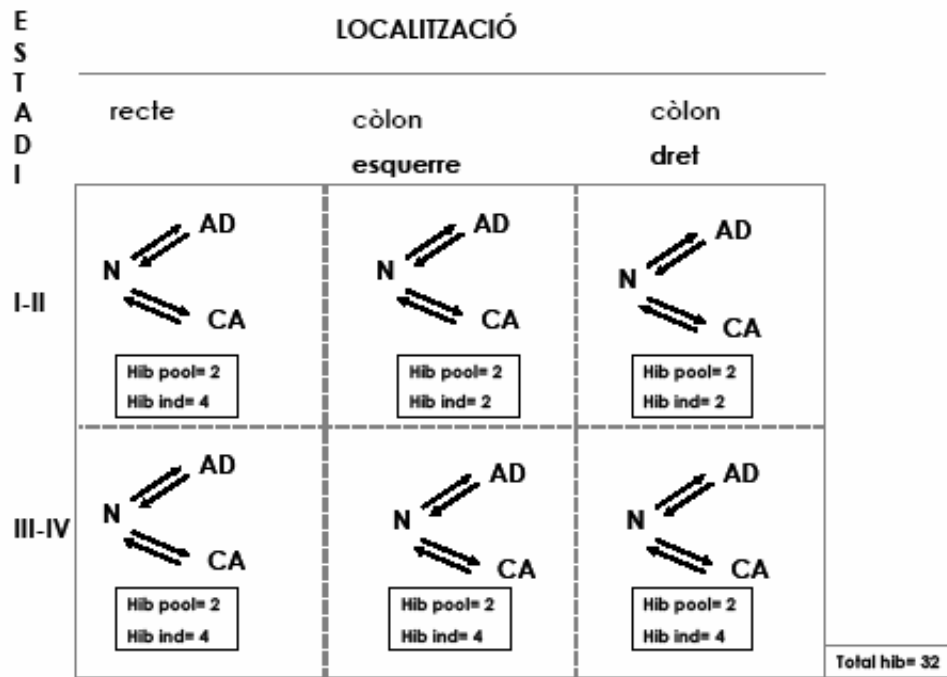 ESTADI
LOCALITZACIÓ
recte
còlon
esquerre
còlon
dret
I-II
N
AD
CA
Hib pool= 2
Hib ind= 4
N
AD
CA
Hib pool= 2
Hib ind= 2
N
AD
CA
Hib pool= 2
Hib ind= 2
III-IV
N
AD
CA
Hib pool= 2
Hib ind= 4
N
AD
CA
Hib pool= 2
Hib ind= 4
N
AD
CA
Hib pool= 2
Hib ind= 4
Total hib= 32